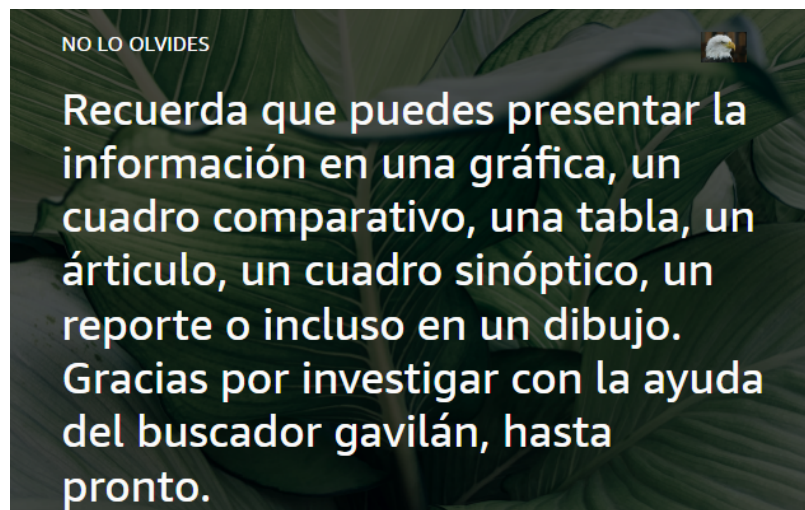 NO LO OLVIDES
Recuerda que puedes presentar la
información en una gráfica, un
cuadro comparativo, una tabla, un
árticulo, un cuadro sinóptico, un
reporte o incluso en un dibujo.
Gracias por investigar con la ayuda
del buscador gavilán, hasta
pronto.